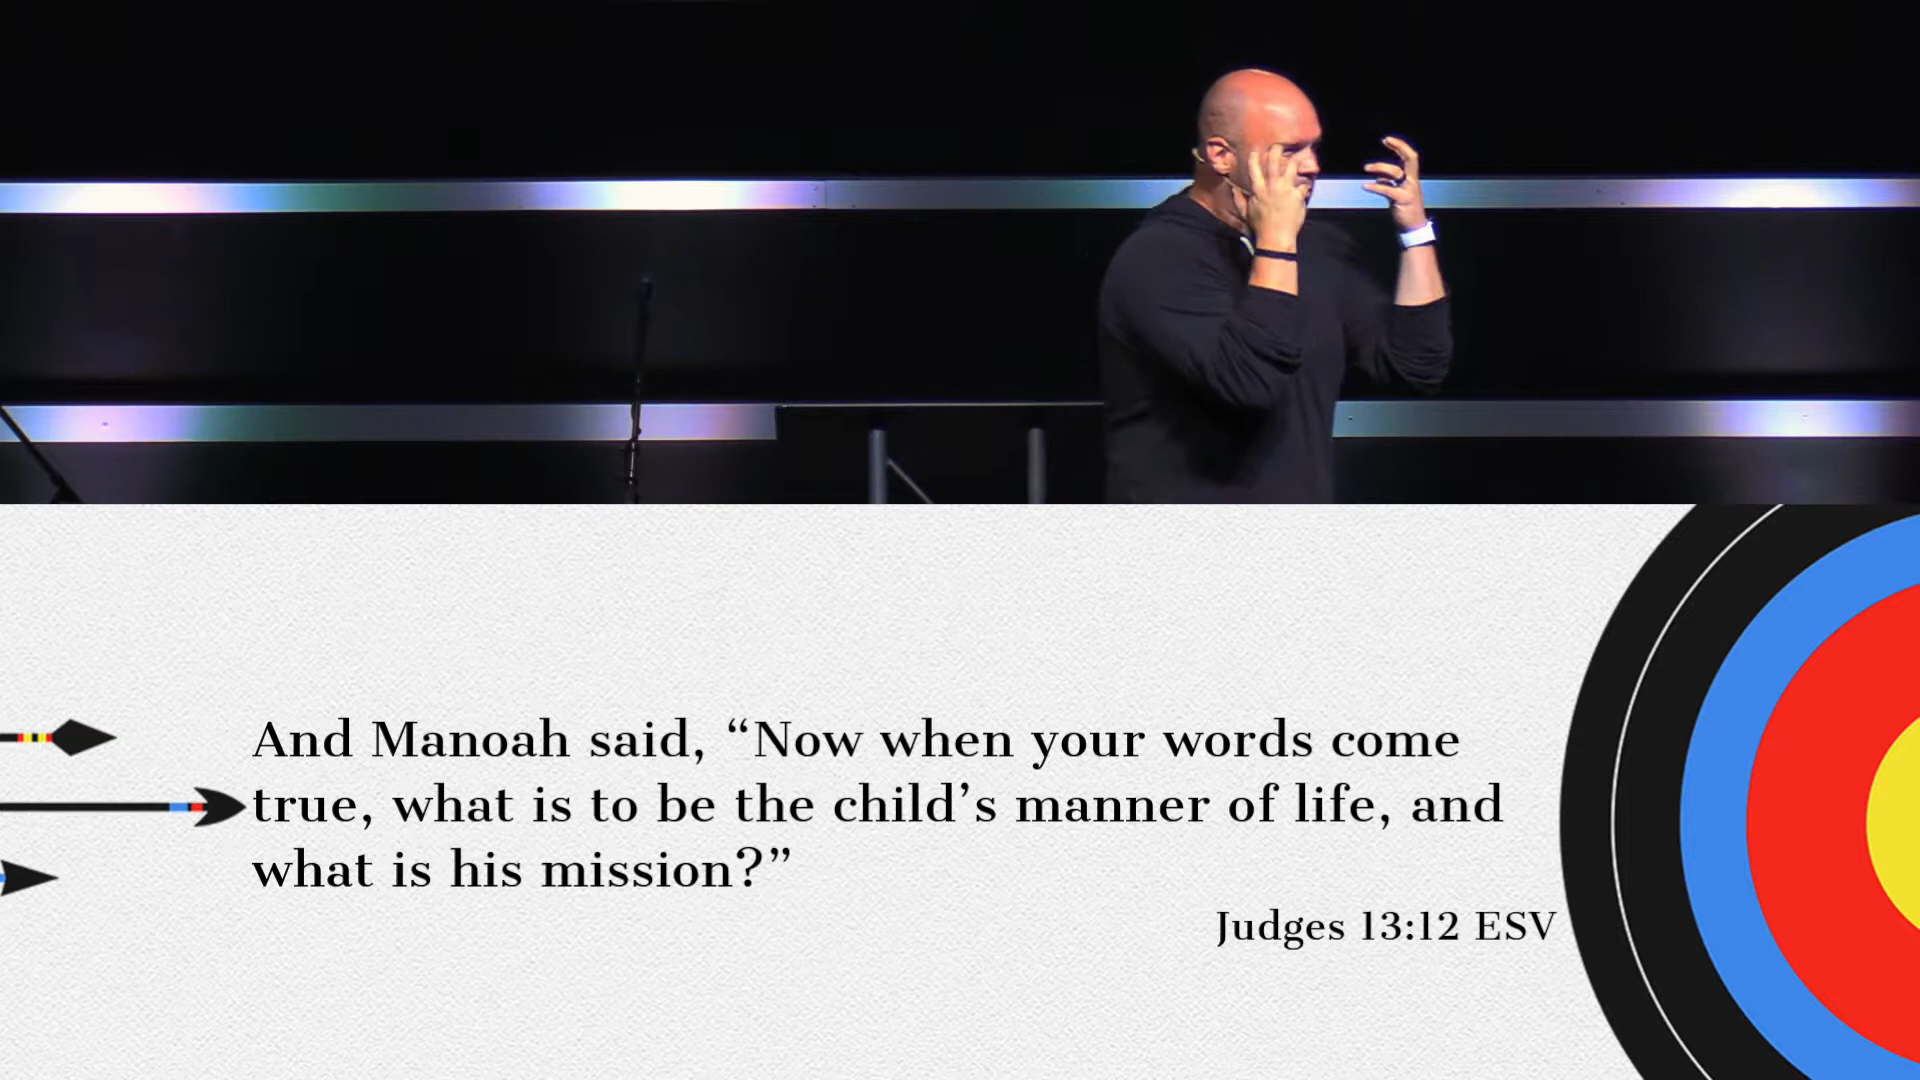 And Manoah said, “Now when your words come
true, what is to be the child’s manner of life, and
what is his mission?”
Judges 13:12 ESV